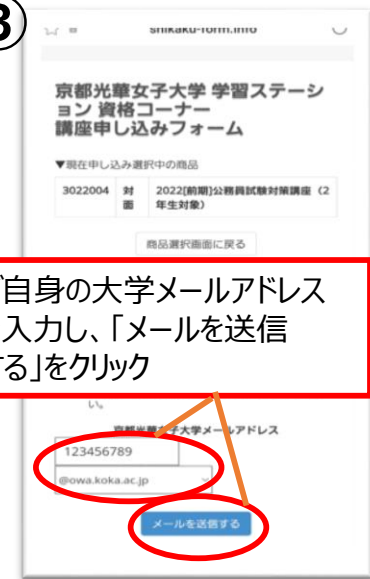 ③
shikaku-form.info
京都光華女子大学 学習ステーシ
ョン 資格コーナー
講座申し込みフォーム
▼現在申し込み選択中の商品
3022004 対面 2022[前期]公務員試験対策講座（2年生対象）
商品選択画面に戻る
自身の大学メールアドレス
入力し、「メールを送信
する」をクリック
い。
京都光華女子大学メールアドレス
123456789
@owa.koka.ac.jp
メールを送信する